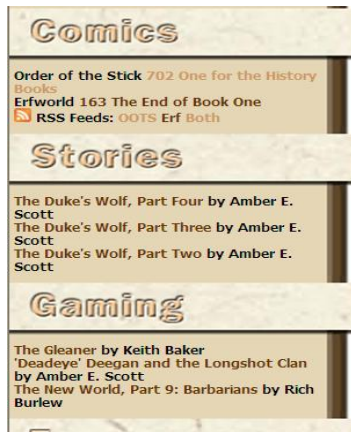 Comics
Order of the Stick 702 One for the History
Books
Erfworld 163 The End of Book One
RSS Feeds: OOTS Erf Both
Stories
The Duke's Wolf, Part Four by Amber E.
Scott
The Duke's Wolf, Part Three by Amber E.
Scott
The Duke's Wolf, Part Two by Amber E.
Scott
Gaming
The Gleaner by Keith Baker
'Deadeye' Deegan and the Longshot Clan
by Amber E. Scott
The New World, Part 9: Barbarians by Rich
Burlew